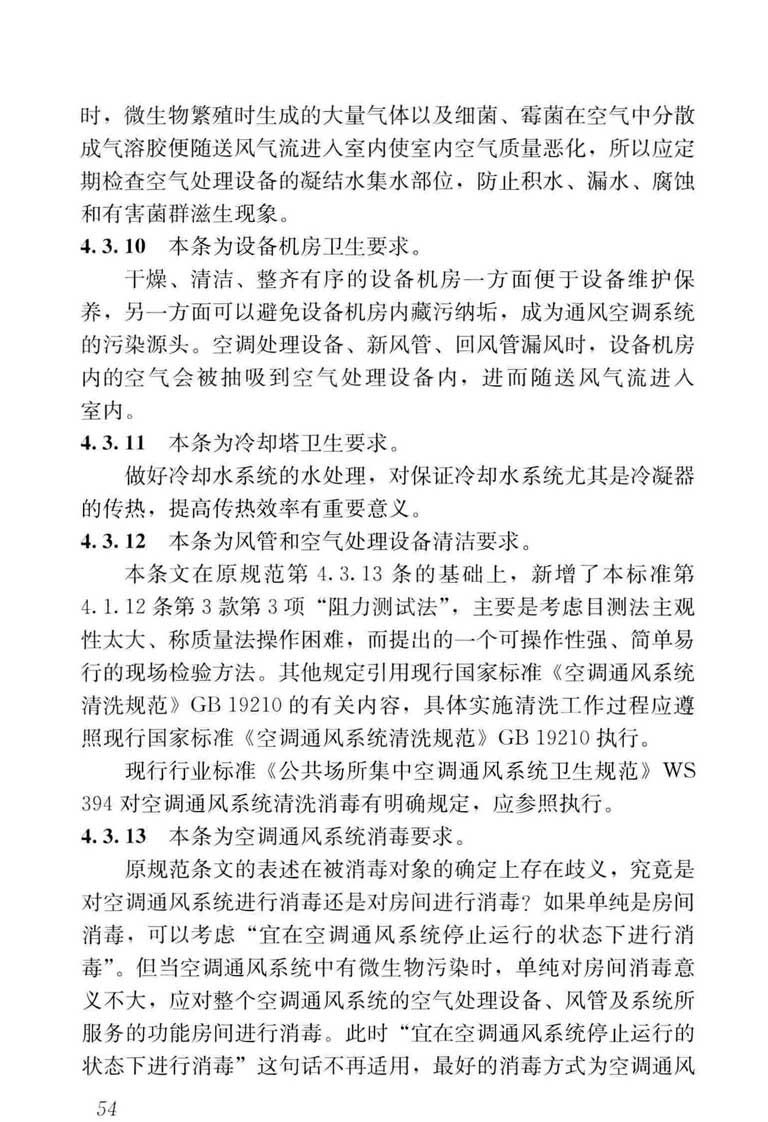 时，微生物繁殖时生成的大量气体以及细菌、霉菌在空气中分散
成气溶胶便随送风气流进入室内使室内空气质量恶化，所以应定
期检查空气处理设备的凝结水集水部位，防止积水、漏水、腐蚀
和有害菌群滋生现象。
4.3.10 本条为设备机房卫生要求。
干燥、清洁、整齐有序的设备机房一方面便于设备维护保
养，另一方面可以避免设备机房内藏污纳垢，成为通风空调系统
的污染源头。空调处理设备、新风管、回风管漏风时，设备机房
内的空气会被抽吸到空气处理设备内，进而随送风气流进入
室内。
4.3.11 本条为冷却塔卫生要求。
做好冷却水系统的水处理，对保证冷却水系统尤其是冷凝器
的传热，提高传热效率有重要意义。
4.3.12 本条为风管和空气处理设备清洁要求。
本条文在原规范第 4.3.13 条的基础上，新增了本标准第
4.1.12 条第 3 款第 3 项“阻力测试法”，主要是考虑目测法主观
性太大、称质量法操作困难，而提出的一个可操作性强、简单易
行的现场检验方法。其他规定引用现行国家标准《空调通风系统
清洗规范》GB 19210 的有关内容，具体实施清洗工作过程应遵
照现行国家标准《空调通风系统清洗规范》GB 19210 执行。
现行行业标准《公共场所集中空调通风系统卫生规范》WS
394 对空调通风系统清洗消毒有明确规定，应参照执行。
4.3.13 本条为空调通风系统消毒要求。
原规范条文的表述在被消毒对象的确定上存在歧义，究竟是
对空调通风系统进行消毒还是对房间进行消毒？如果单纯是房间
消毒，可以考虑“宜在空调通风系统停止运行的状态下进行消
毒”。但当空调通风系统中有微生物污染时，单纯对房间消毒意
义不大，应对整个空调通风系统的空气处理设备、风管及系统所
服务的功能房间进行消毒。此时“宜在空调通风系统停止运行的
状态下进行消毒”这句话不再适用，最好的消毒方式为空调通风
54